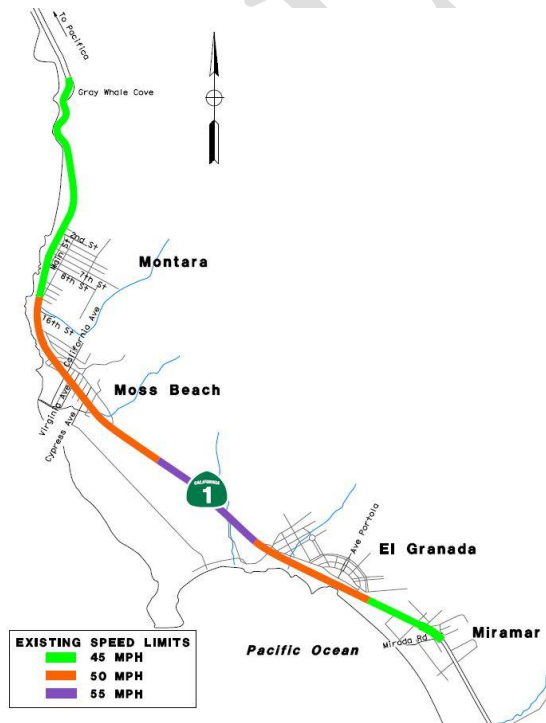 To Pacifica
Gray Whale Cove
2nd St
Main St
Montara
7th St
8th St
16th St
California Ave
Moss Beach
Virginia Ave
Cypress Ave
CALIFORNIA
1
Ave Portola
El Granada
Miramar
Mirada Rd
Pacific Ocean
EXISTING SPEED LIMITS
45 MPH
50 MPH
55 MPH